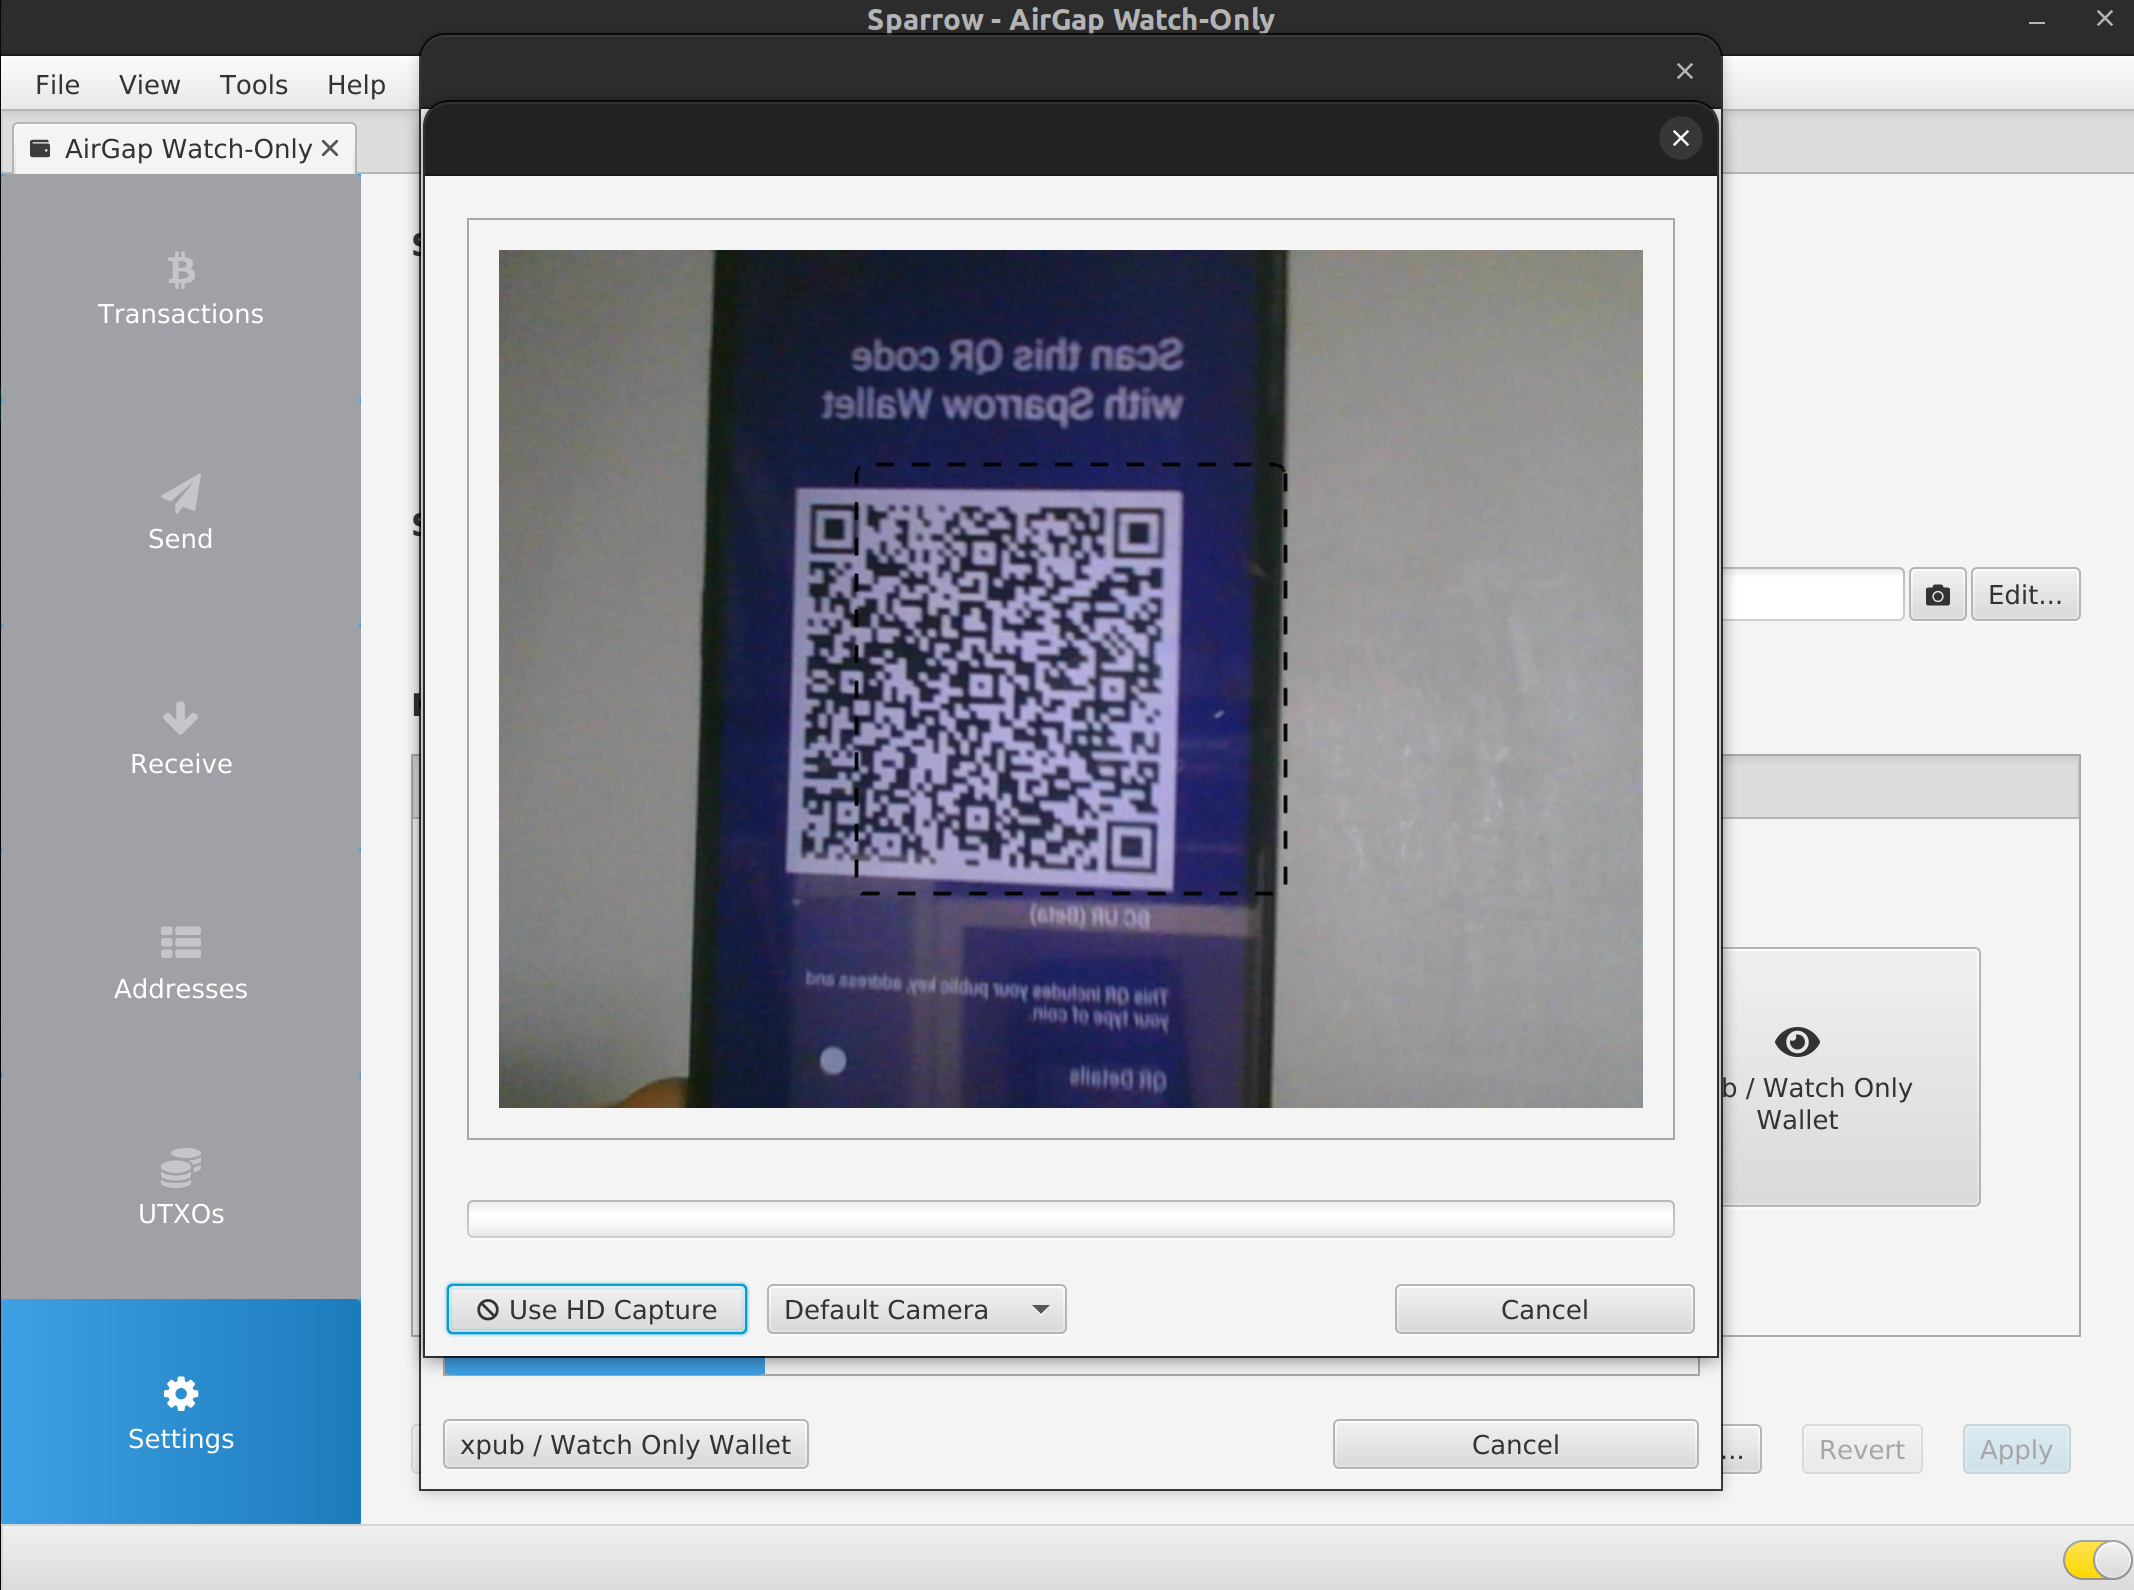 Sparrow - AirGap Watch-Only
File View Tools Help
AirGap Watch-Only
Transactions
Send
Receive
Addresses
UTXOs
Settings
Scan this QR code
with Sparrow Wallet
BC UR (Beta)
This QR includes your public key, address and
your type of coin.
QR Details
Edit...
b / Watch Only
Wallet
Use HD Capture
Default Camera
Cancel
xpub / Watch Only Wallet
Cancel
...
Revert
Apply